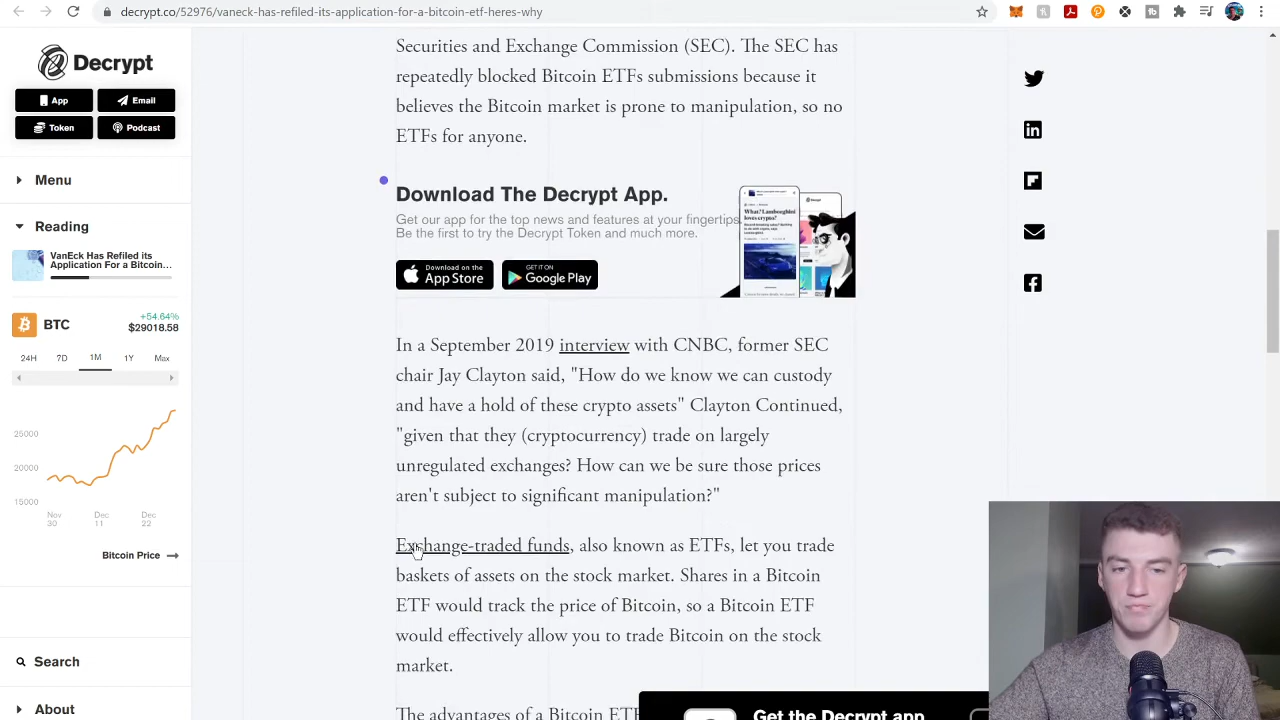 decrypt.co/52976/vaneck-has-refiled-its-application-for-a-bitcoin-etf-heres-why
Decrypt
App
Email
Token
Podcast
Menu
Reading
VanEck Has Refiled its
Application For a Bitcoin...
BTC
+54.64%
$29018.58
24H
7D
1M
1Y
Max
25000
20000
15000
Nov
30
Dec
11
Dec
22
Bitcoin Price
Search
About
Securities and Exchange Commission (SEC). The SEC has
repeatedly blocked Bitcoin ETFs submissions because it
believes the Bitcoin market is prone to manipulation, so no
ETFs for anyone.
Download The Decrypt App.
Get our app for the top news and features at your fingertips.
Be the first to try the Decrypt Token and much more.
Download on the
App Store
GET IT ON
Google Play
What? Lamborghini
loves crypto?
In a September 2019 interview with CNBC, former SEC
chair Jay Clayton said, "How do we know we can custody
and have a hold of these crypto assets" Clayton Continued,
"given that they (cryptocurrency) trade on largely
unregulated exchanges? How can we be sure those prices
aren't subject to significant manipulation?"
Exchange-traded funds, also known as ETFs, let you trade
baskets of assets on the stock market. Shares in a Bitcoin
ETF would track the price of Bitcoin, so a Bitcoin ETF
would effectively allow you to trade Bitcoin on the stock
market.
The advantages of a Bitcoin ETF
Get the Decrypt app